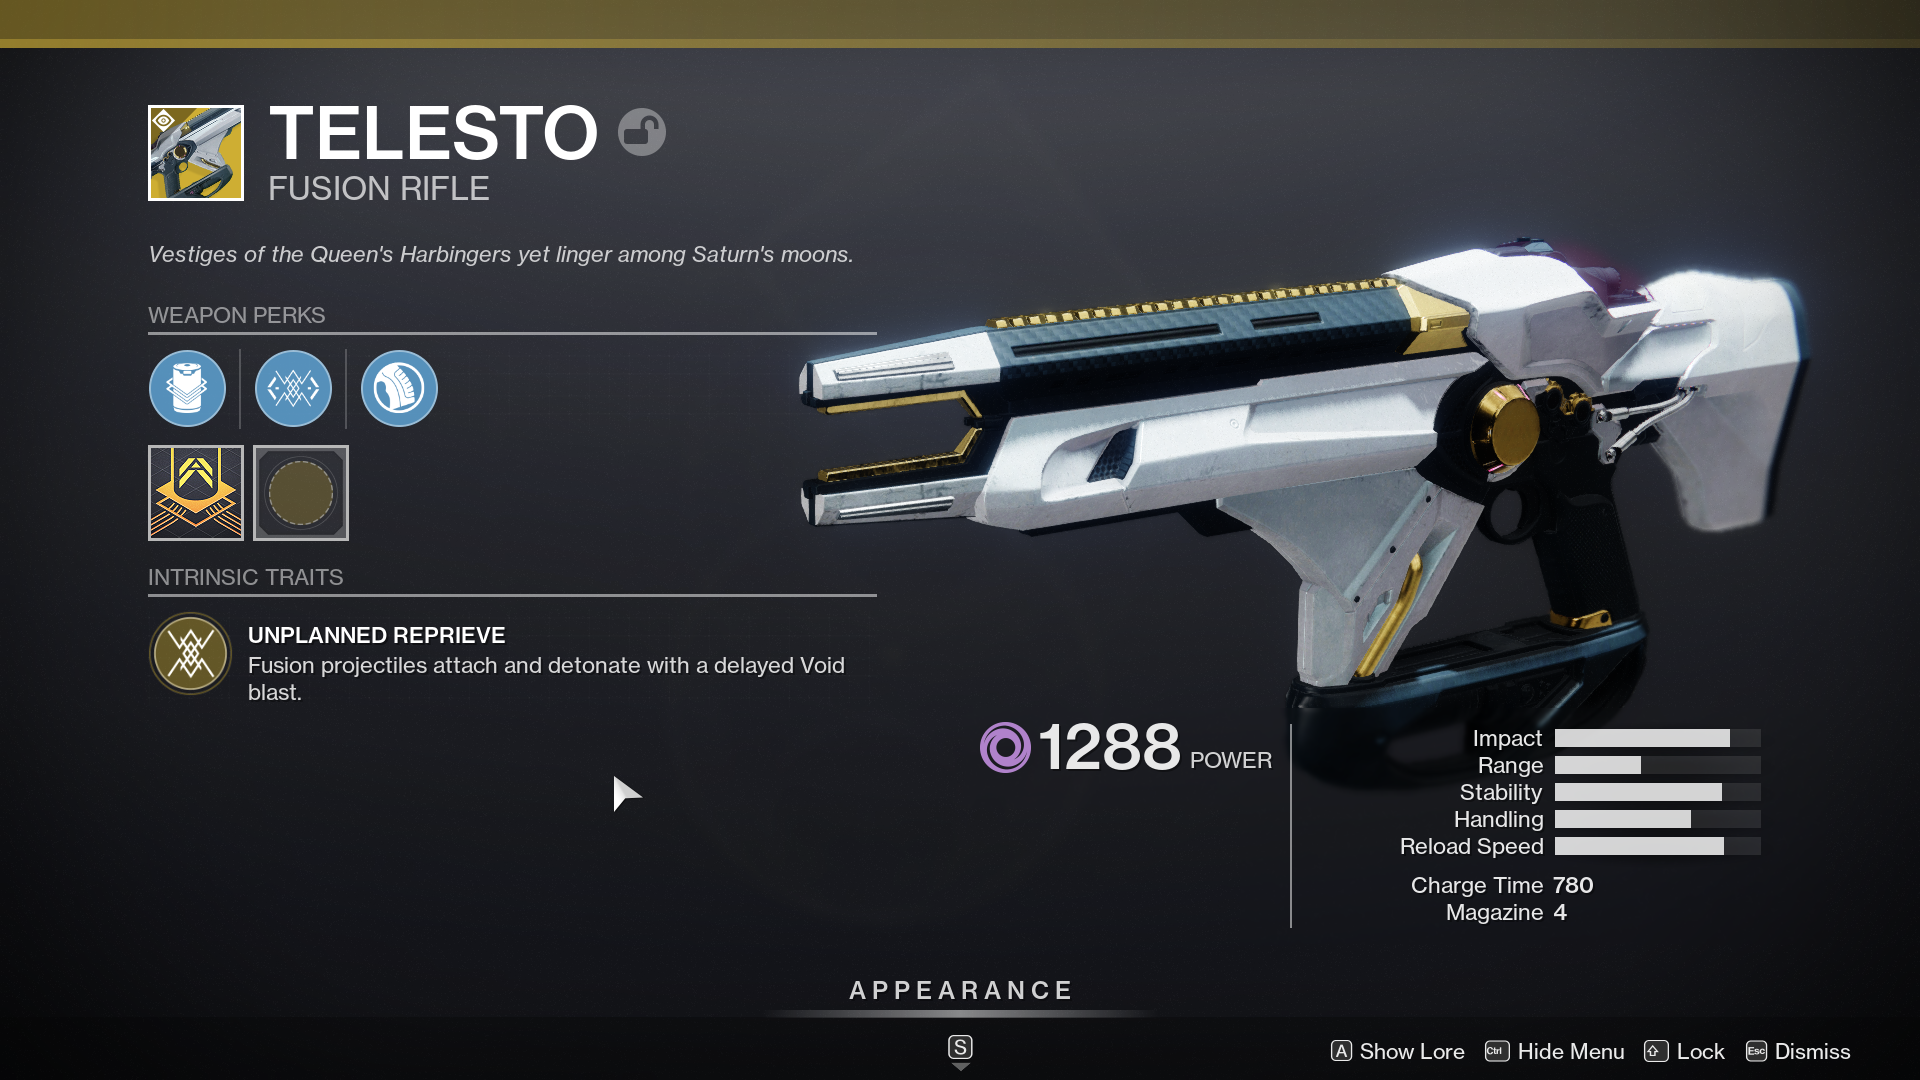 TELESTO
FUSION RIFLE
Vestiges of the Queen's Harbingers yet linger among Saturn's moons.
WEAPON PERKS
INTRINSIC TRAITS
UNPLANNED REPRIEVE
Fusion projectiles attach and detonate with a delayed Void
blast.
1288 POWER
Impact
Range
Stability
Handling
Reload Speed
Charge Time 780
Magazine 4
APPEARANCE
S
A Show Lore Ctrl Hide Menu Lock Esc Dismiss